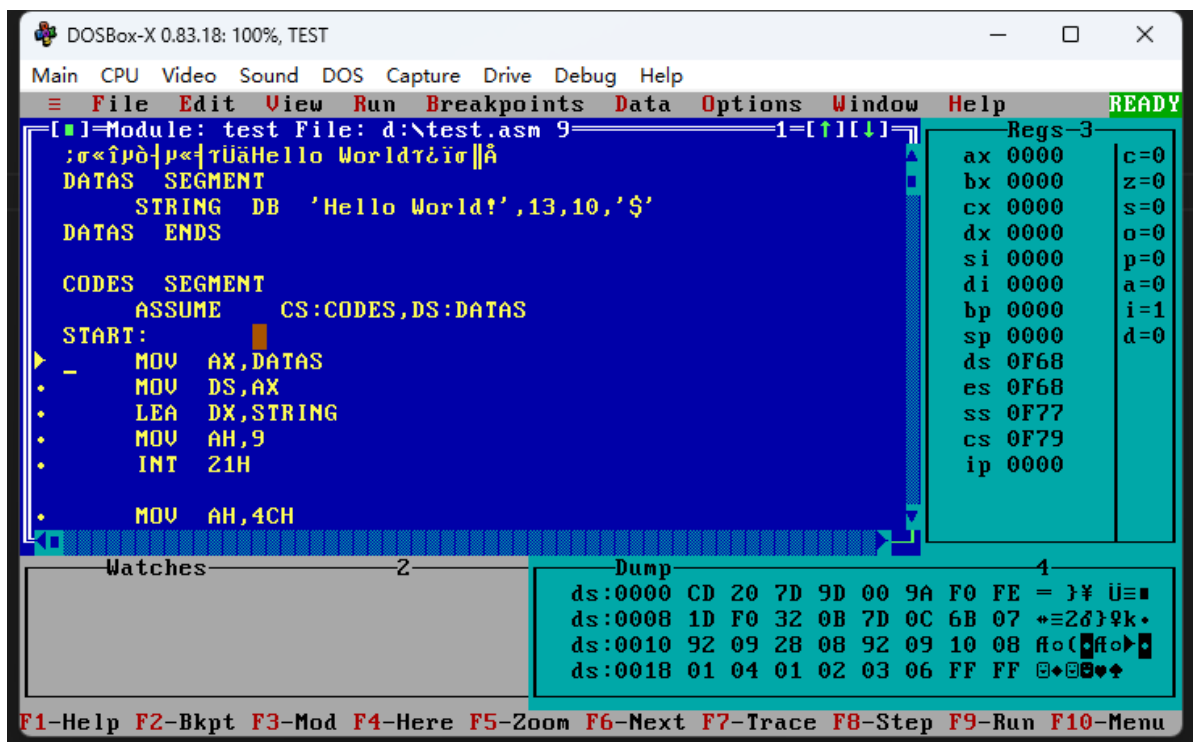 DOSBox-X 0.83.18: 100%, TEST
Main CPU Video Sound DOS Capture Drive Debug Help
≡ File Edit View Run Breakpoints Data Options Window Help READY
[■]=Module: test File: d:\test.asm 9 1=[↑][↓]
Hello World
DATAS SEGMENT
STRING DB 'Hello World!',13,10,'$'
DATAS ENDS
CODES SEGMENT
ASSUME CS:CODES,DS:DATAS
START:
MOV AX,DATAS
MOV DS,AX
LEA DX,STRING
MOV AH,9
INT 21H
MOV AH,4CH
Regs 3
ax 0000 c=0
bx 0000 z=0
cx 0000 s=0
dx 0000 o=0
si 0000 p=0
di 0000 a=0
bp 0000 i=1
sp 0000 d=0
ds 0F68
es 0F68
ss 0F77
cs 0F79
ip 0000
Watches 2
Dump 4
ds:0000 CD 20 7D 9D 00 9A F0 FE = }¥ Ü≡■
ds:0008 1D F0 32 0B 7D 0C 6B 07 ↔≡2♂}♀k•
ds:0010 92 09 28 08 92 09 10 08
ds:0018 01 04 01 02 03 06 FF FF ☺♦☺☻♥♠
F1-Help F2-Bkpt F3-Mod F4-Here F5-Zoom F6-Next F7-Trace F8-Step F9-Run F10-Menu